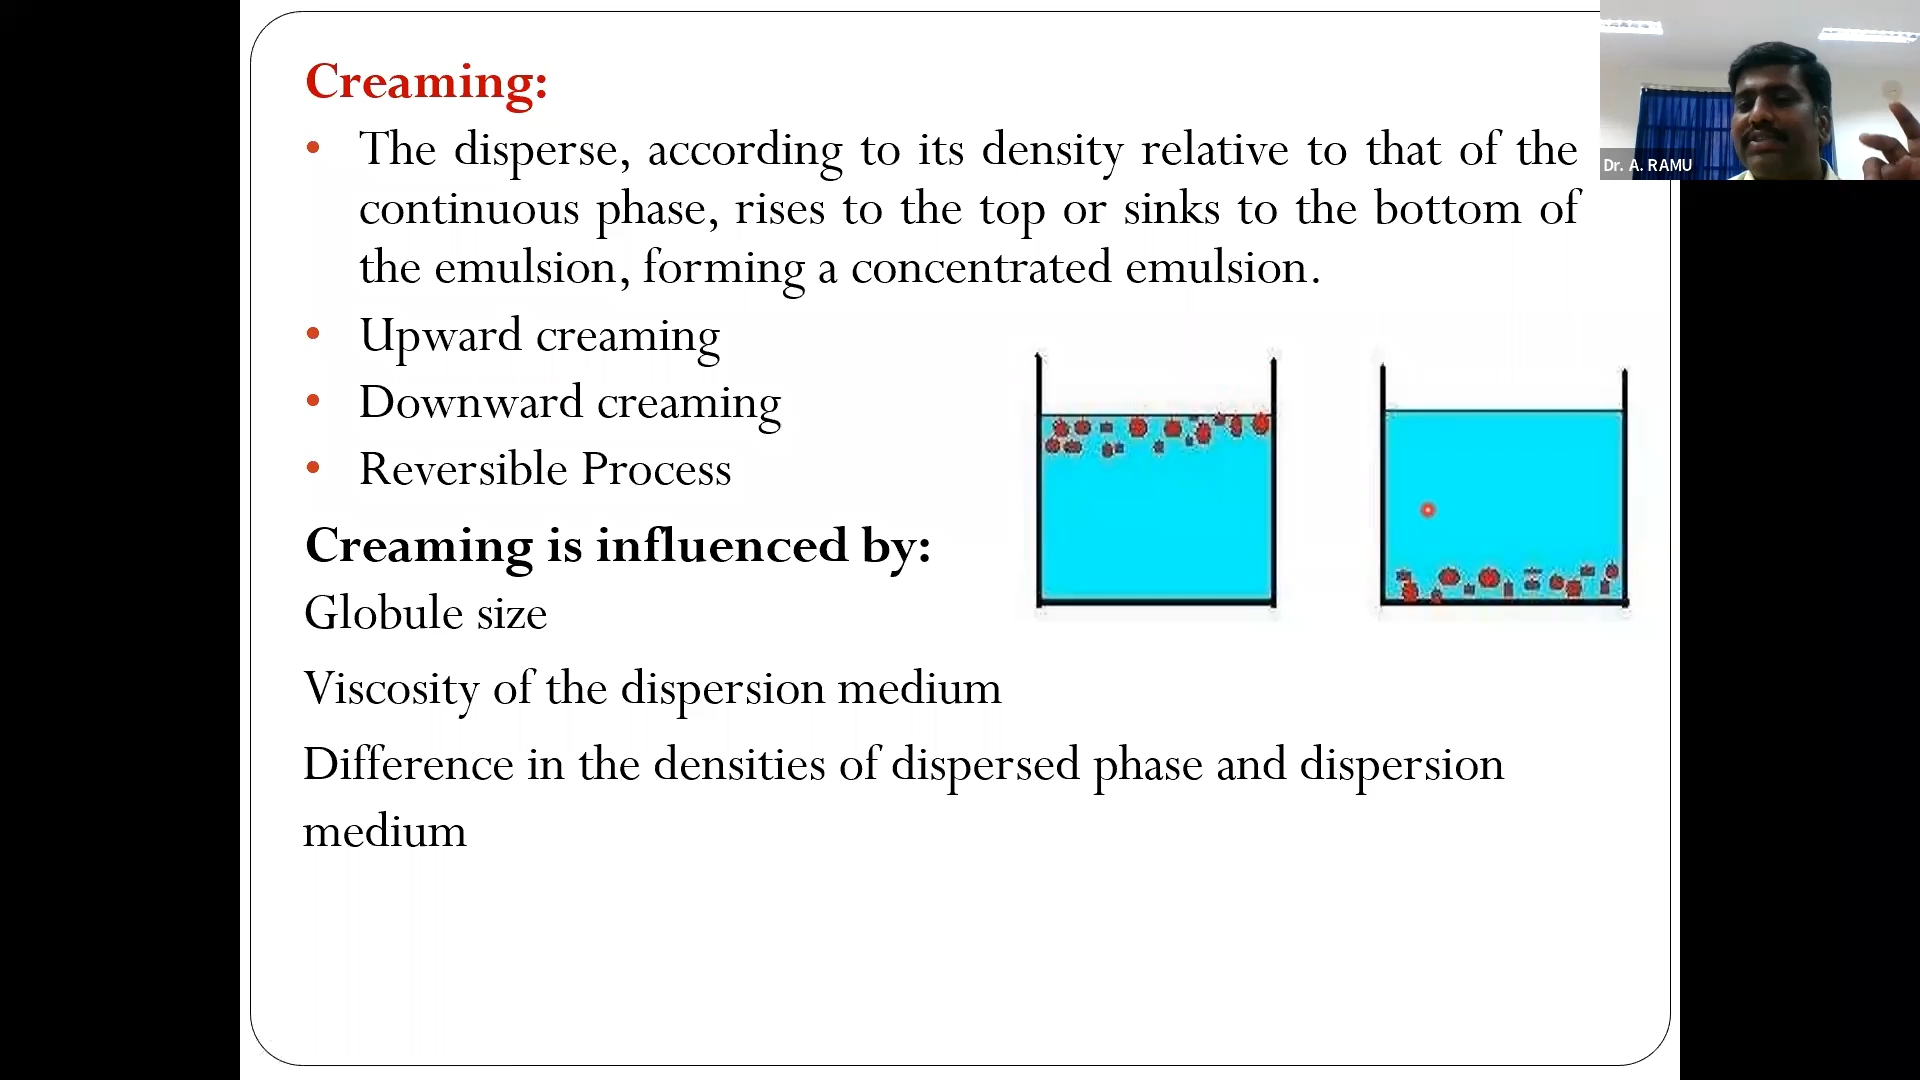 Creaming:
• The disperse, according to its density relative to that of the
continuous phase, rises to the top or sinks to the bottom of
the emulsion, forming a concentrated emulsion.
• Upward creaming
• Downward creaming
• Reversible Process
Creaming is influenced by:
Globule size
Viscosity of the dispersion medium
Difference in the densities of dispersed phase and dispersion
medium
Dr. A. RAMU